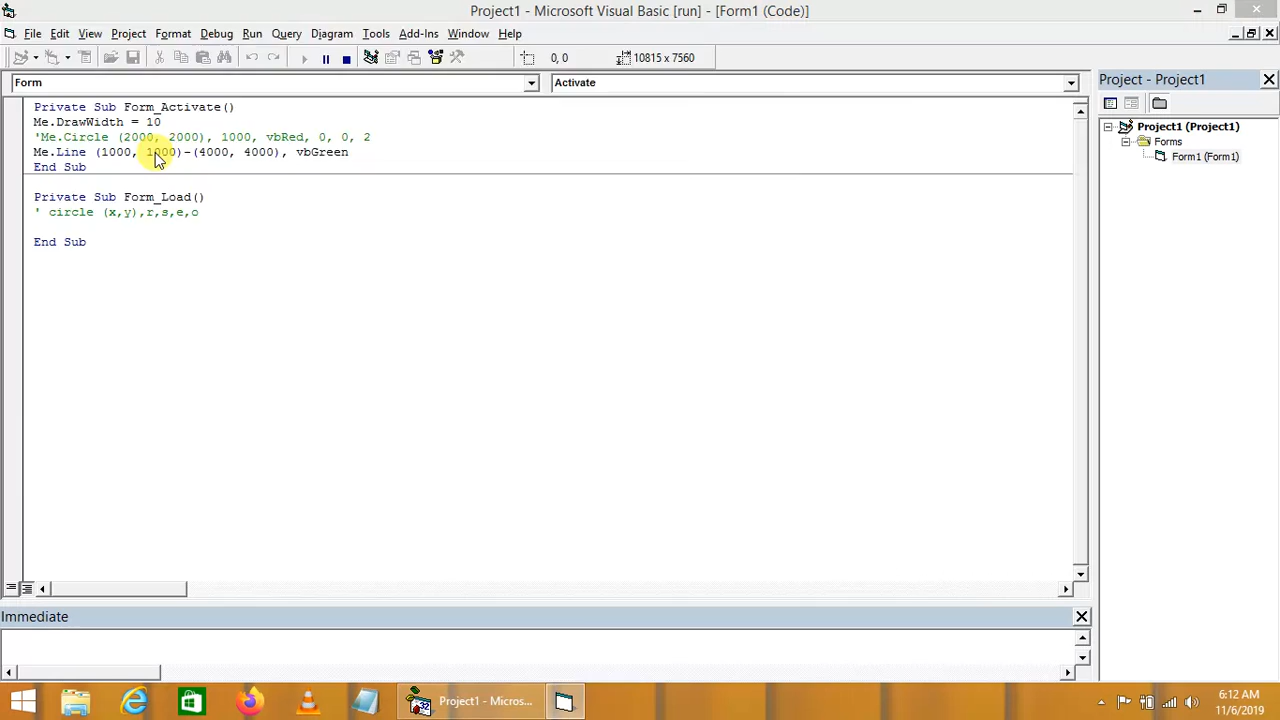 Project1 - Microsoft Visual Basic [run] - [Form1 (Code)]
File Edit View Project Format Debug Run Query Diagram Tools Add-Ins Window Help
0, 0 10815 x 7560
Form Activate
Project - Project1
Private Sub Form_Activate()
Me.DrawWidth = 10
'Me.Circle (2000, 2000), 1000, vbRed, 0, 0, 2
Me.Line (1000, 1000)-(4000, 4000), vbGreen
End Sub
Private Sub Form_Load()
' circle (x,y),r,s,e,o
End Sub
Project1 (Project1)
Forms
Form1 (Form1)
Immediate
Project1 - Micros...
6:12 AM
11/6/2019